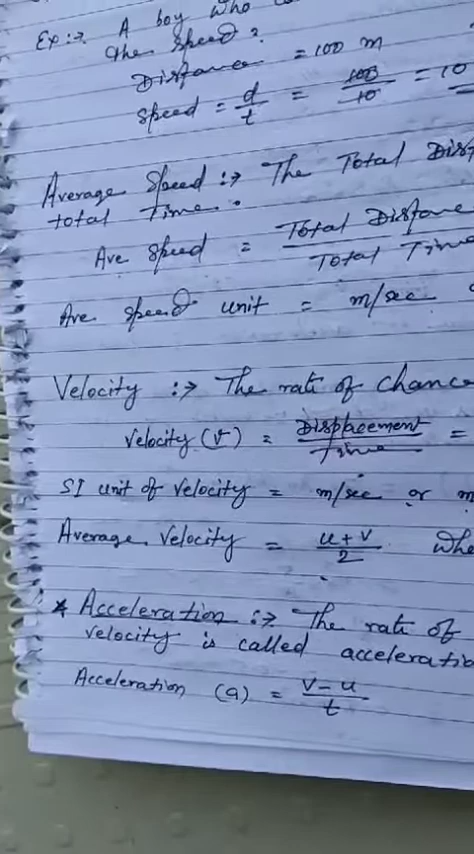 Ex :→ A boy who
the speed?
Distance = 100 m
Speed = d/t = 100/10 = 10
Average Speed :→ The Total Dis
total Time.
Ave Speed = Total Distance / Total Time
Ave speed unit = m/sec
Velocity :→ The rate of chance
Velocity (v) = Displacement / Time =
SI unit of velocity = m/sec or m
Average Velocity = u+v / 2 Whe
* Acceleration :→ The rate of
velocity is called acceleratio
Acceleration (a) = v-u / t